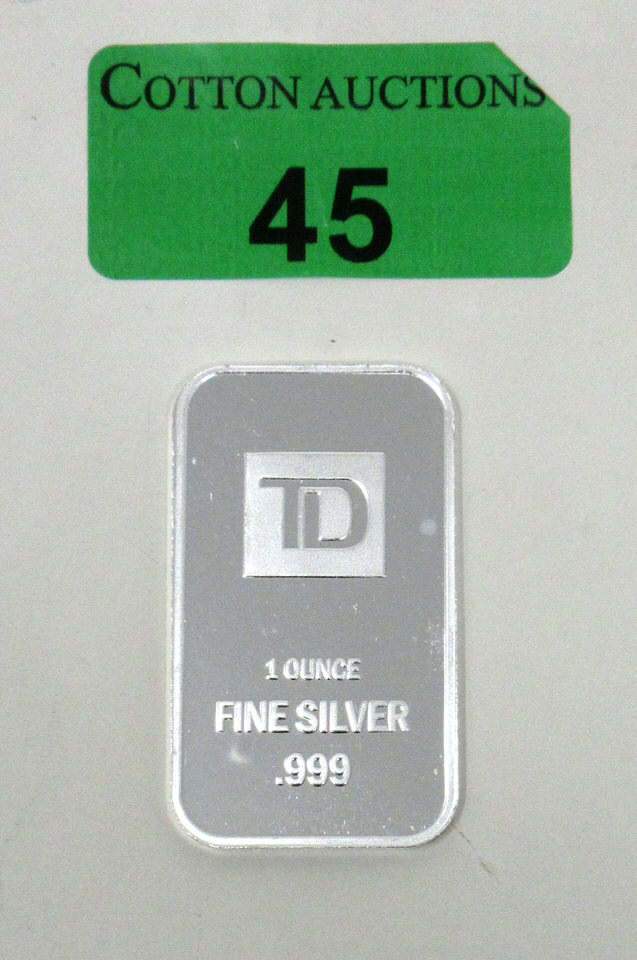 COTTON AUCTIONS
45
TD
1 OUNCE
FINE SILVER
.999